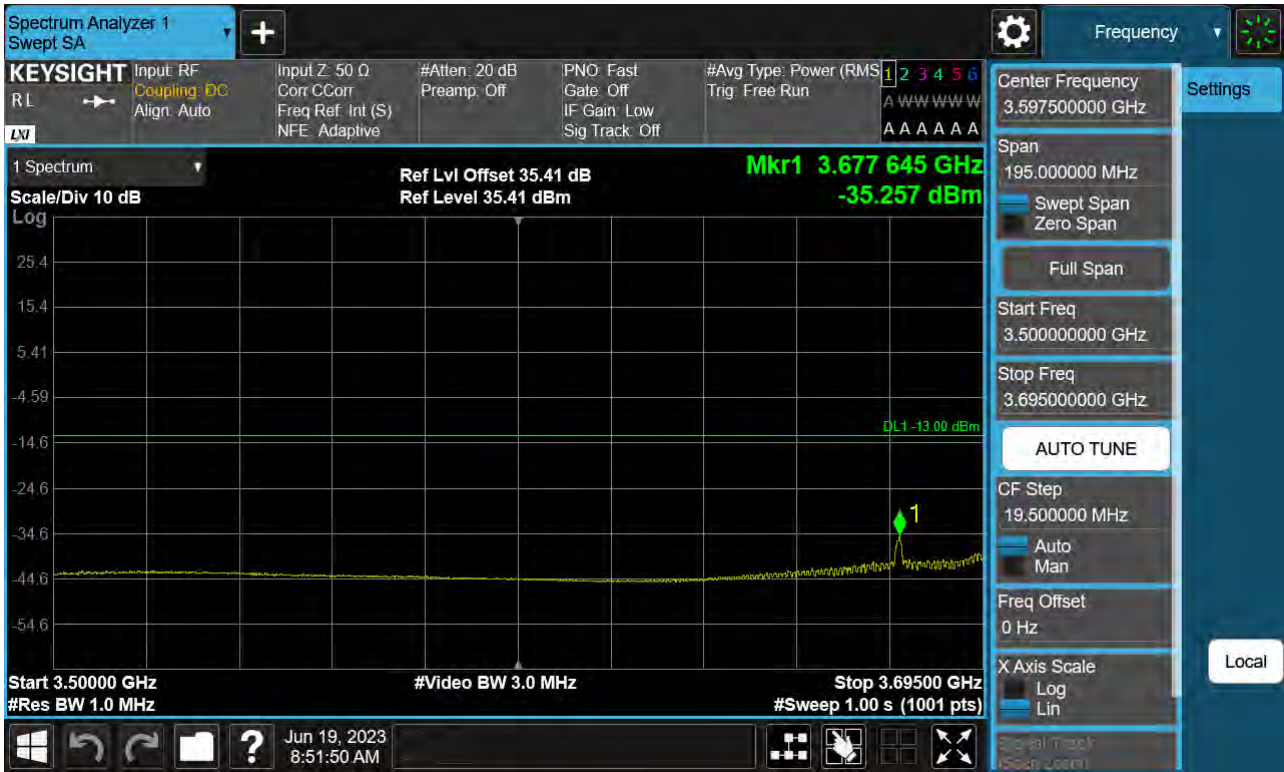 Spectrum Analyzer 1
Swept SA
+
Frequency
KEYSIGHT
RL
LXI
Input: RF
Coupling: DC
Align: Auto
Input Z: 50 Ω
Corr CCorr
Freq Ref: Int (S)
NFE: Adaptive
#Atten: 20 dB
Preamp: Off
PNO: Fast
Gate: Off
IF Gain: Low
Sig Track: Off
#Avg Type: Power (RMS
Trig: Free Run
1 2 3 4 5 6
A W W W W W
A A A A A A
1 Spectrum
Scale/Div 10 dB
Ref Lvl Offset 35.41 dB
Ref Level 35.41 dBm
Mkr1 3.677 645 GHz
-35.257 dBm
Log
25.4
15.4
5.41
-4.59
-14.6
-24.6
-34.6
-44.6
-54.6
DL1 -13.00 dBm
1
Start 3.50000 GHz
#Video BW 3.0 MHz
Stop 3.69500 GHz
#Res BW 1.0 MHz
#Sweep 1.00 s (1001 pts)
Center Frequency
3.597500000 GHz
Settings
Span
195.000000 MHz
Swept Span
Zero Span
Full Span
Start Freq
3.500000000 GHz
Stop Freq
3.695000000 GHz
AUTO TUNE
CF Step
19.500000 MHz
Auto
Man
Freq Offset
0 Hz
X Axis Scale
Log
Lin
Signal Track
(Span Zoom)
Local
?
Jun 19, 2023
8:51:50 AM